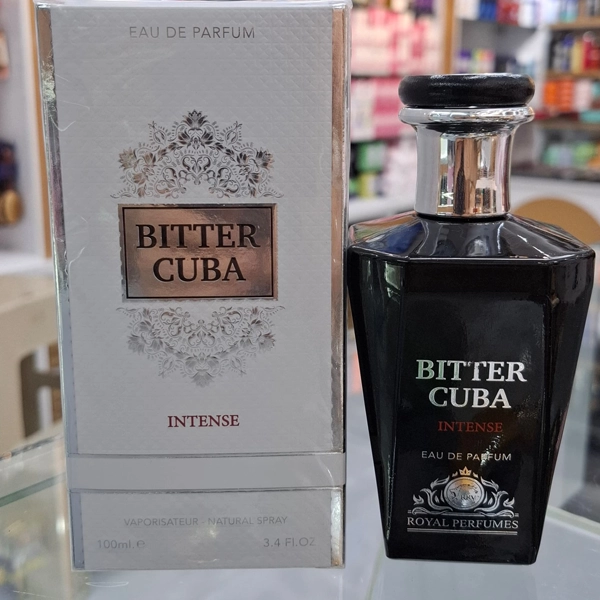 EAU DE PARFUM
BITTER
CUBA
INTENSE
VAPORISATEUR - NATURAL SPRAY
100ml.e 3.4 FL.OZ
BITTER
CUBA
INTENSE
EAU DE PARFUM
ROYAL PERFUMES